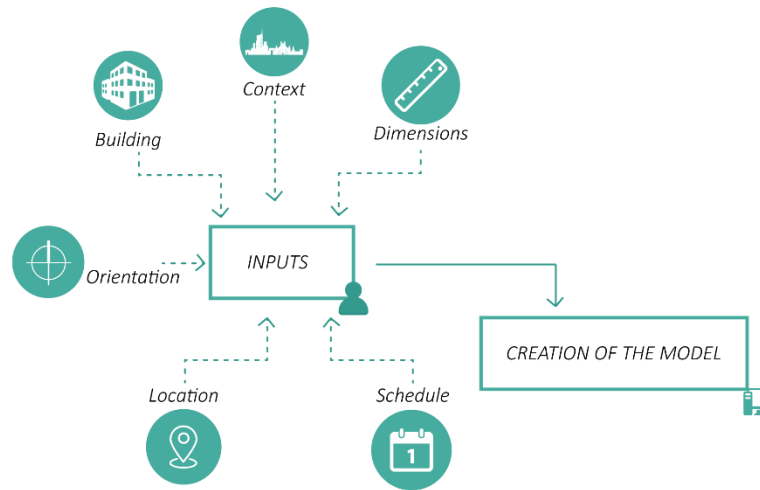 Context
Building
Dimensions
Orientation
INPUTS
CREATION OF THE MODEL
Location
Schedule
1